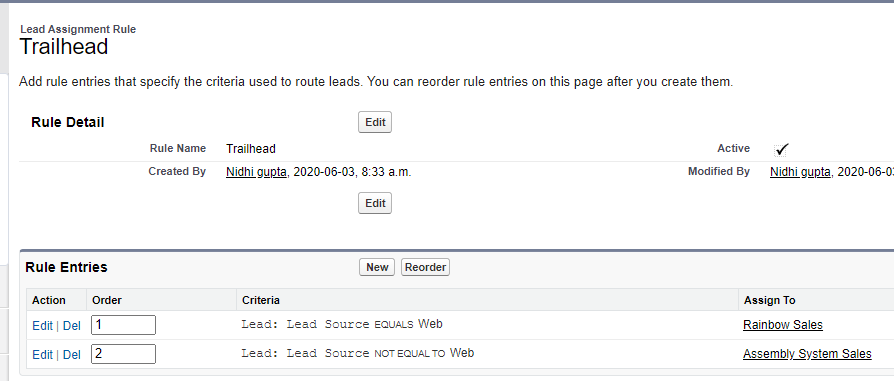 Lead Assignment Rule
Trailhead
Add rule entries that specify the criteria used to route leads. You can reorder rule entries on this page after you create them.
Rule Detail Edit
Rule Name Trailhead Active
Created By Nidhi gupta, 2020-06-03, 8:33 a.m. Modified By Nidhi gupta, 2020-06-0
Edit
Rule Entries New Reorder
Action Order Criteria Assign To
Edit | Del 1 Lead: Lead Source EQUALS Web Rainbow Sales
Edit | Del 2 Lead: Lead Source NOT EQUAL TO Web Assembly System Sales